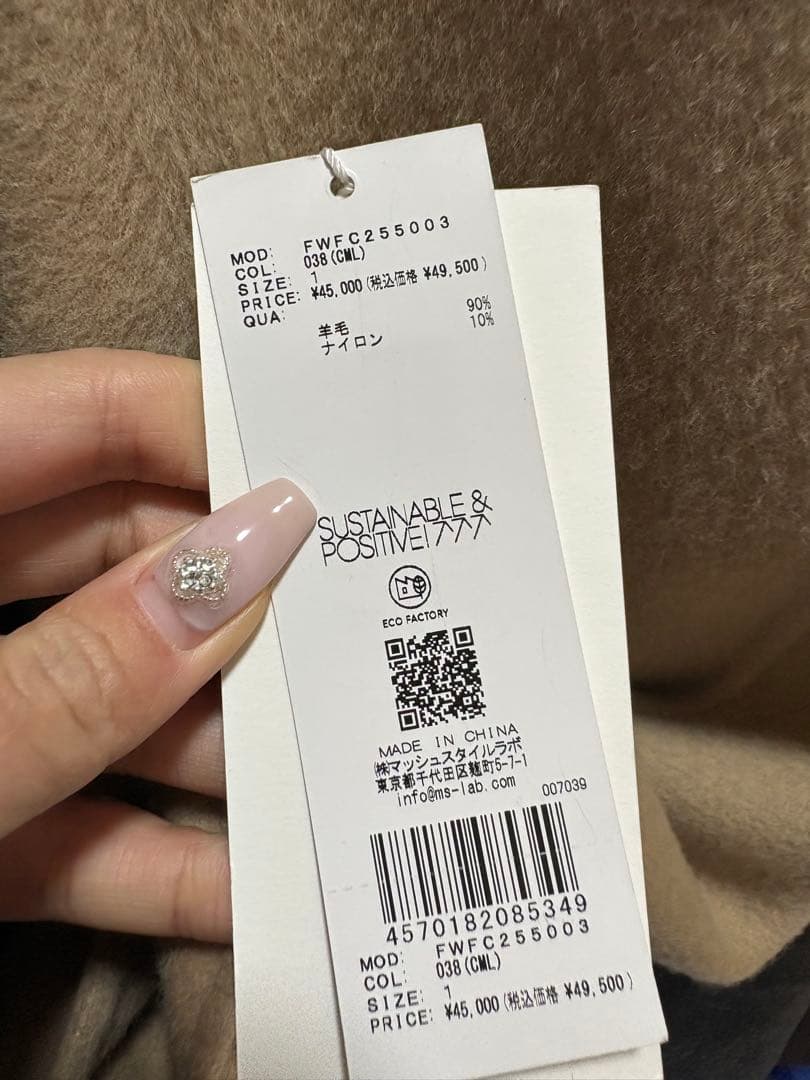 MOD: FWFC255003
COL: 038(CML)
SIZE: 1
PRICE: ¥45,000(税込価格 ¥49,500)
QUA:
羊毛 90%
ナイロン 10%
SUSTAINABLE &
POSITIVE!
ECO FACTORY
MADE IN CHINA
㈱マッシュスタイルラボ
東京都千代田区麹町5-7-1
info@ms-lab.com
007039
4570182085349
MOD: FWFC255003
COL: 038(CML)
SIZE: 1
PRICE: ¥45,000(税込価格 ¥49,500)